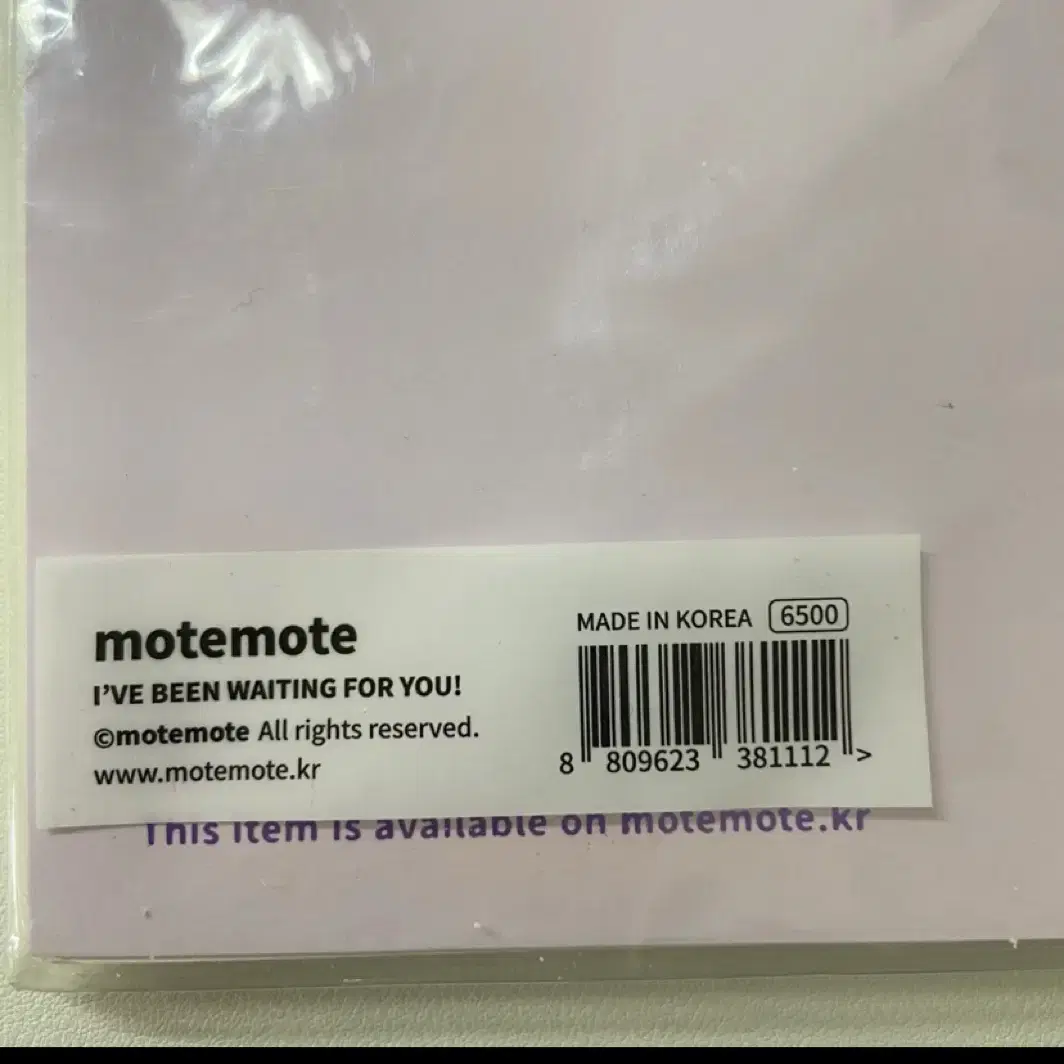 motemote
I'VE BEEN WAITING FOR YOU!
©motemote All rights reserved.
www.motemote.kr
MADE IN KOREA 6500
8 809623 381112 >
This item is available on motemote.kr